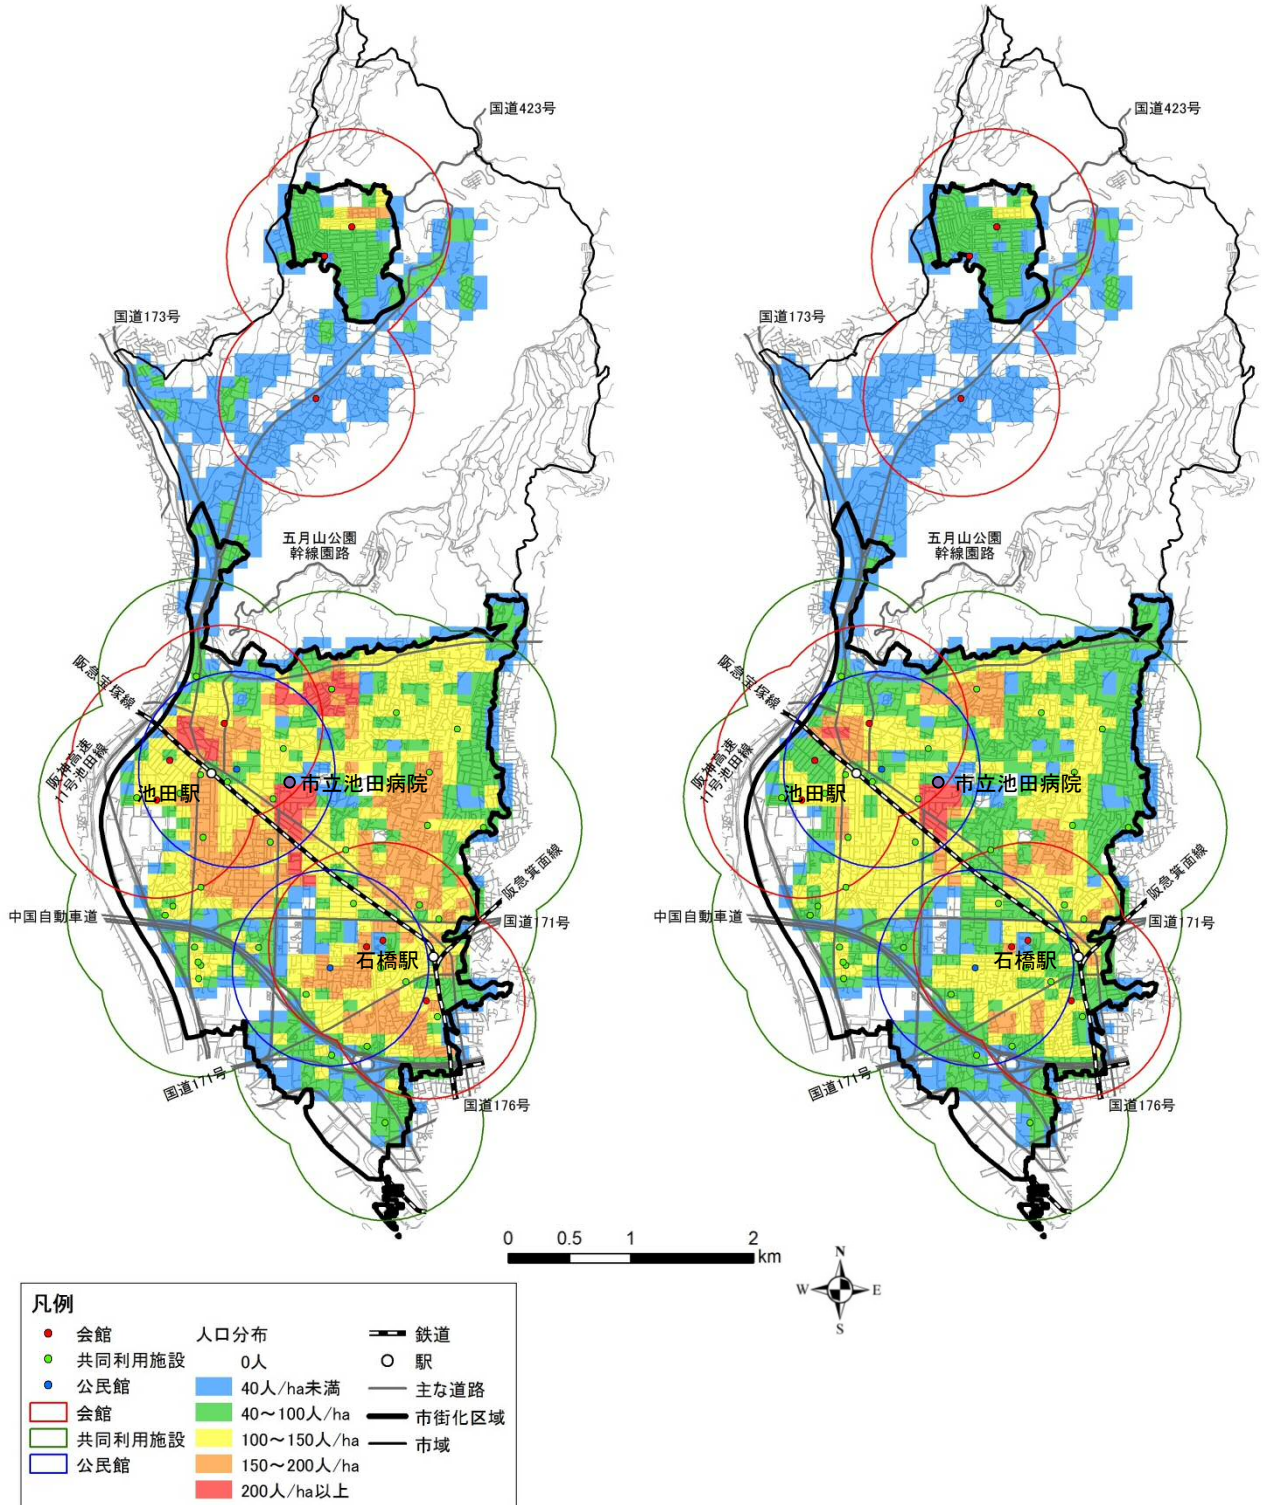 国道423号
国道423号
国道173号
国道173号
五月山公園
幹線園路
五月山公園
幹線園路
阪急宝塚線
阪急宝塚線
阪神高速
11号池田線
阪神高速
11号池田線
池田駅
市立池田病院
池田駅
市立池田病院
阪急箕面線
阪急箕面線
中国自動車道
国道171号
中国自動車道
国道171号
石橋駅
石橋駅
国道171号
国道176号
国道171号
国道176号
0 0.5 1 2
km
N
W E
S
凡例
会館
共同利用施設
公民館
会館
共同利用施設
公民館
人口分布
0人
40人/ha未満
40～100人/ha
100～150人/ha
150～200人/ha
200人/ha以上
鉄道
駅
主な道路
市街化区域
市域